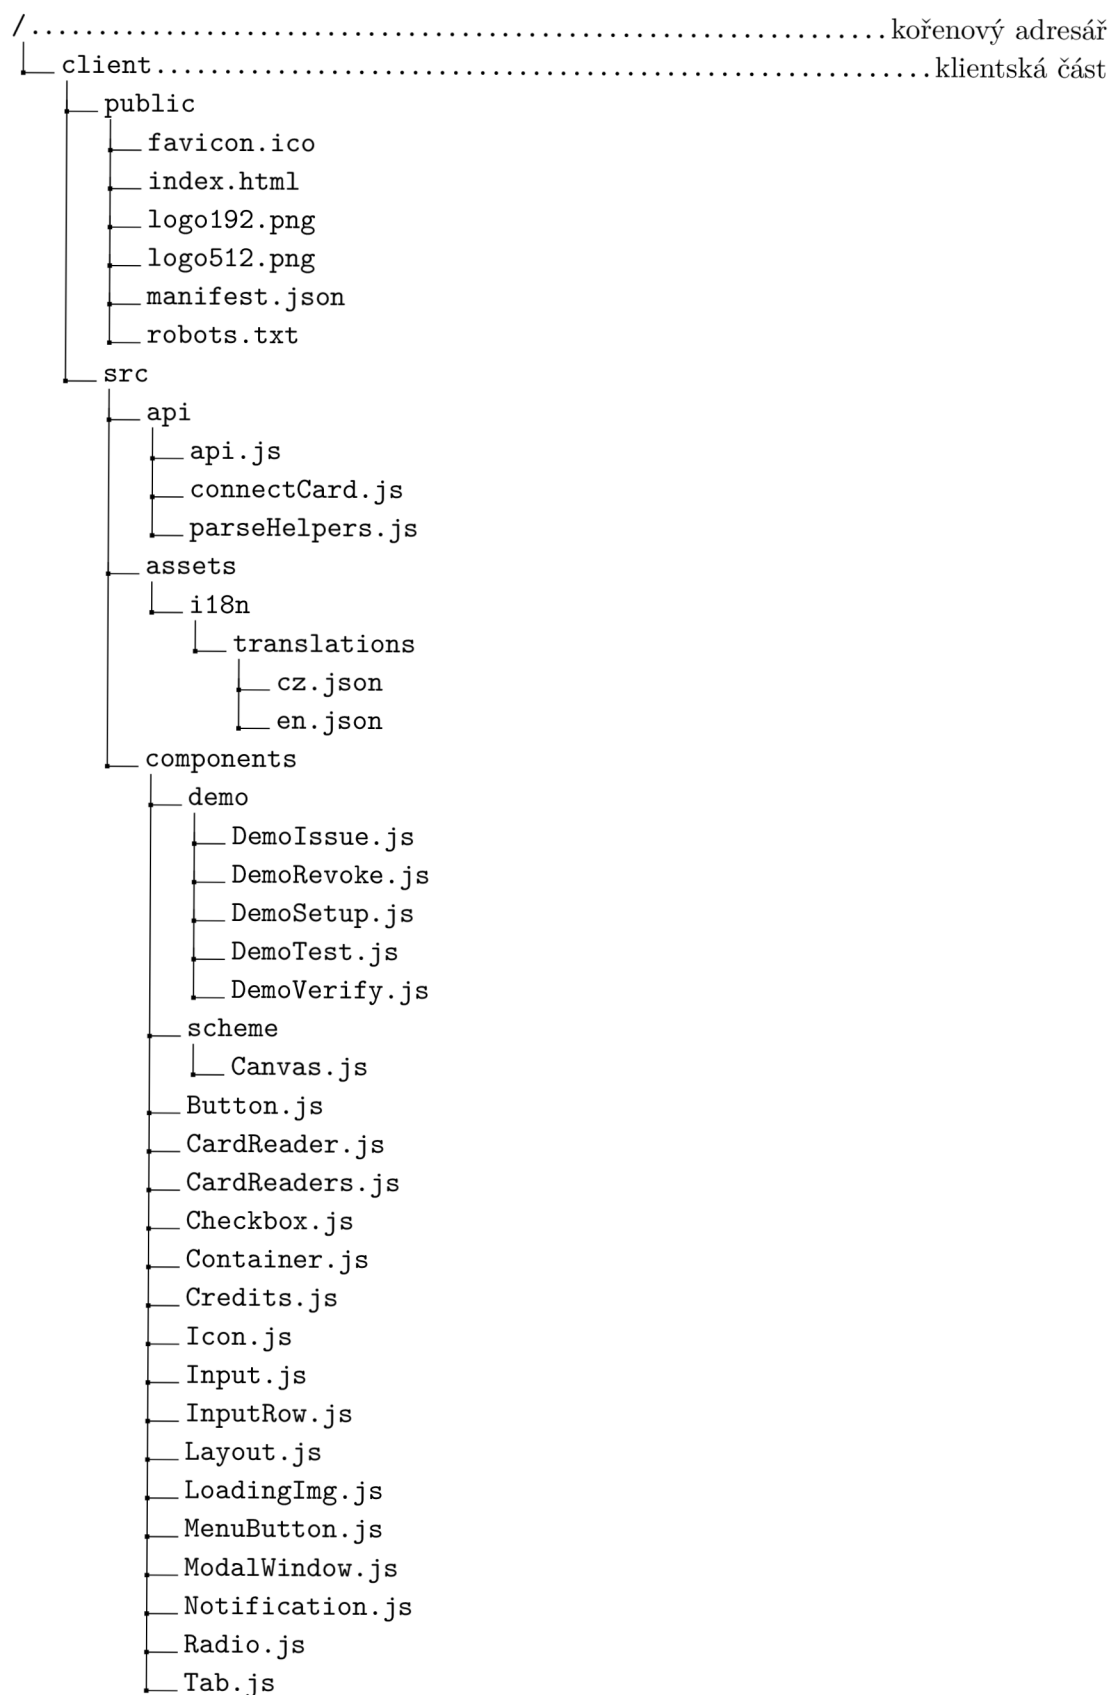 / kořenový adresář
client klientská část
public
favicon.ico
index.html
logo192.png
logo512.png
manifest.json
robots.txt
src
api
api.js
connectCard.js
parseHelpers.js
assets
i18n
translations
cz.json
en.json
components
demo
DemoIssue.js
DemoRevoke.js
DemoSetup.js
DemoTest.js
DemoVerify.js
scheme
Canvas.js
Button.js
CardReader.js
CardReaders.js
Checkbox.js
Container.js
Credits.js
Icon.js
Input.js
InputRow.js
Layout.js
LoadingImg.js
MenuButton.js
ModalWindow.js
Notification.js
Radio.js
Tab.js